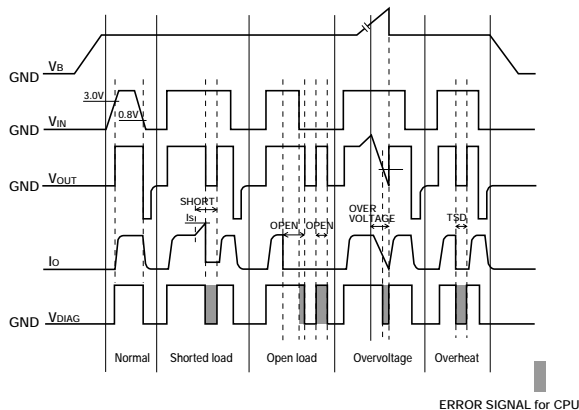 VB
GND
3.0V
0.8V
GND VIN
GND VOUT
SHORT
Is
OPEN OPEN
OVER
VOLTAGE
TSD
IO
GND VDIAG
Normal Shorted load Open load Overvoltage Overheat
ERROR SIGNAL for CPU